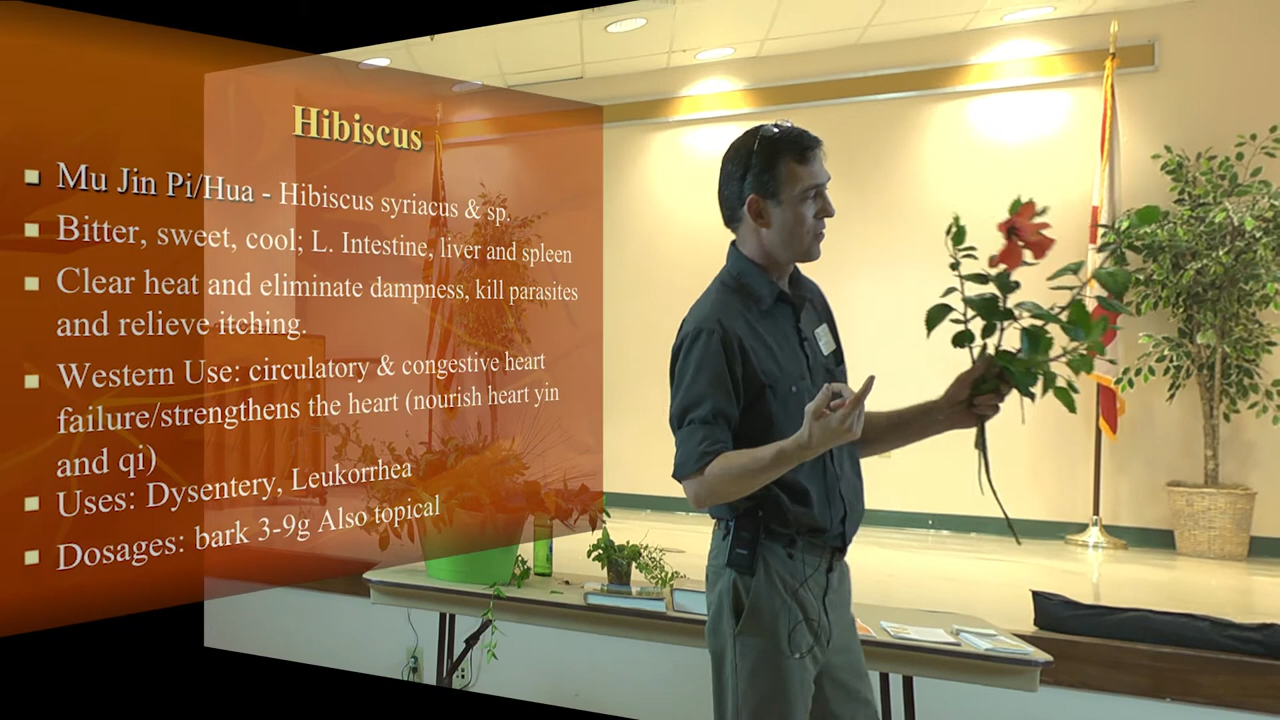 Hibiscus
Mu Jin Pi/Hua - Hibiscus syriacus & sp.
Bitter, sweet, cool; L. Intestine, liver and spleen
Clear heat and eliminate dampness, kill parasites
and relieve itching.
Western Use: circulatory & congestive heart
failure/strengthens the heart (nourish heart yin
and qi)
Uses: Dysentery, Leukorrhea
Dosages: bark 3-9g Also topical